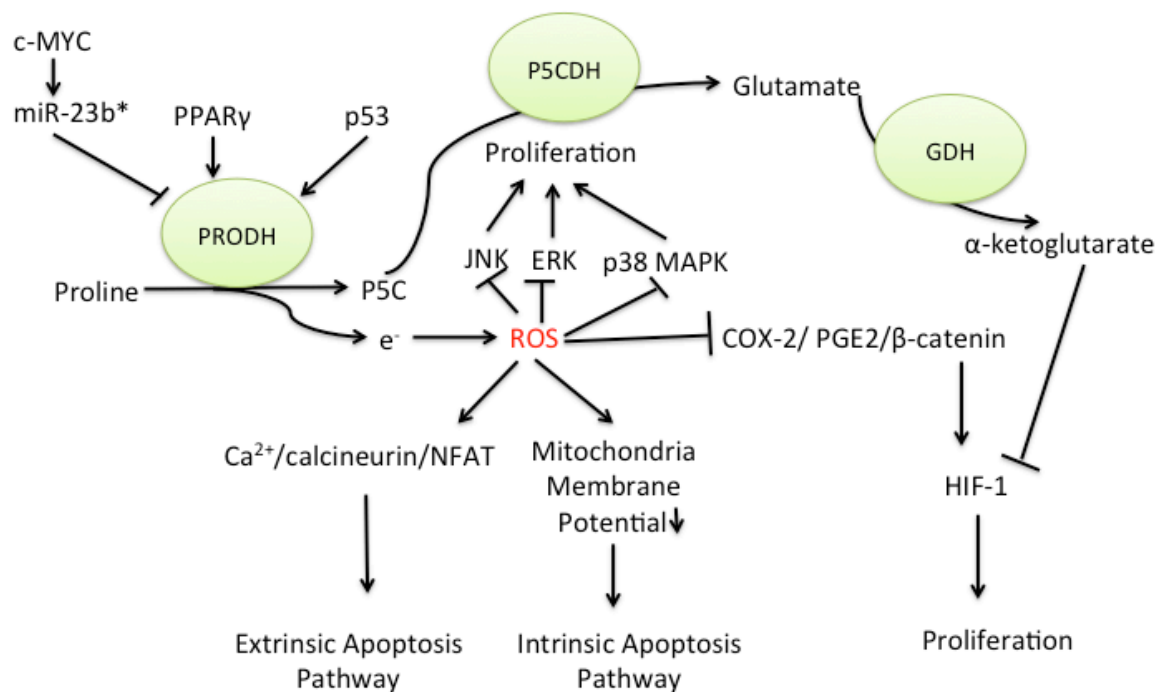 c-MYC
miR-23b*
PPARγ
p53
P5CDH
Glutamate
Proliferation
GDH
PRODH
JNK
ERK
p38 MAPK
α-ketoglutarate
Proline
P5C
e⁻
ROS
COX-2/ PGE2/β-catenin
Ca²⁺/calcineurin/NFAT
Mitochondria
Membrane
Potential
HIF-1
Extrinsic Apoptosis
Pathway
Intrinsic Apoptosis
Pathway
Proliferation